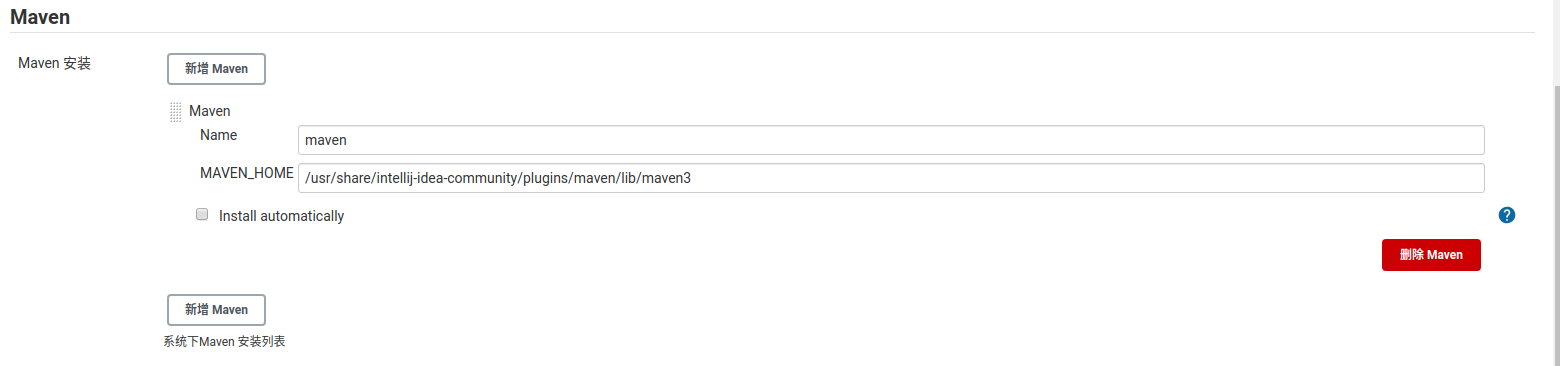 Maven
Maven 安装
新增 Maven
Maven
Name
maven
MAVEN_HOME
/usr/share/intellij-idea-community/plugins/maven/lib/maven3
Install automatically
?
删除 Maven
新增 Maven
系统下Maven 安装列表